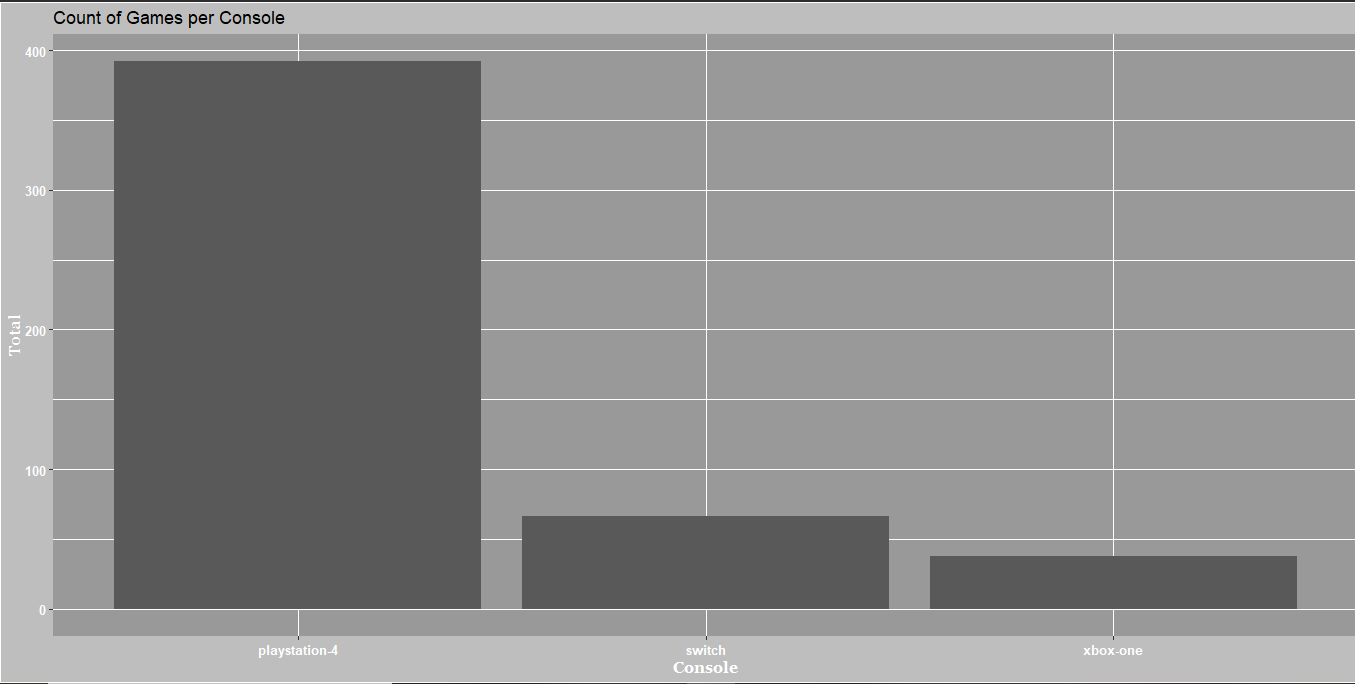 Count of Games per Console
400
300
200
100
0
Total
playstation-4 switch xbox-one
Console